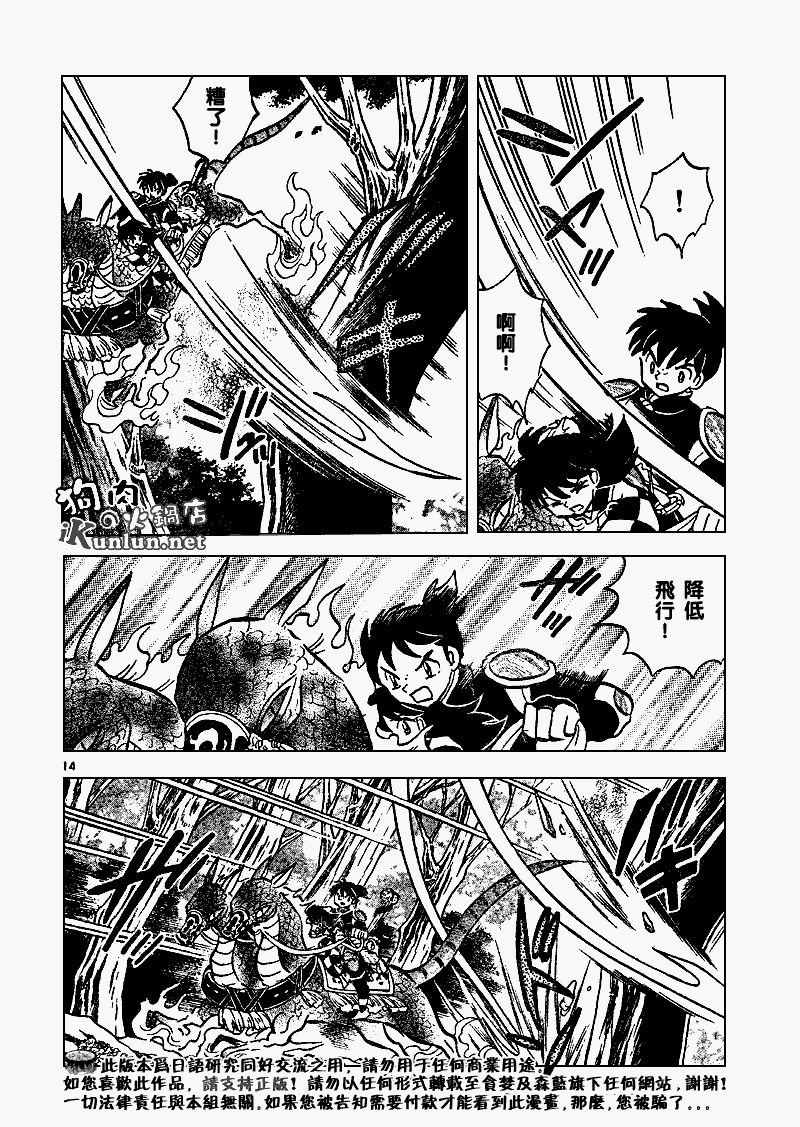 !
啊
啊!
糟
了!
メ
ギ
ゲッ
降低
飛行!
14
狗肉の火鍋店
iKunlun.net
此版本爲日語研究同好交流之用,請勿用于任何商業用途,
如您喜歡此作品,請支持正版!請勿以任何形式轉載至貪婪及森藍旗下任何網站,謝謝!
一切法律責任與本組無關。如果您被告知需要付款才能看到此漫畫,那麼,您被騙了。。。